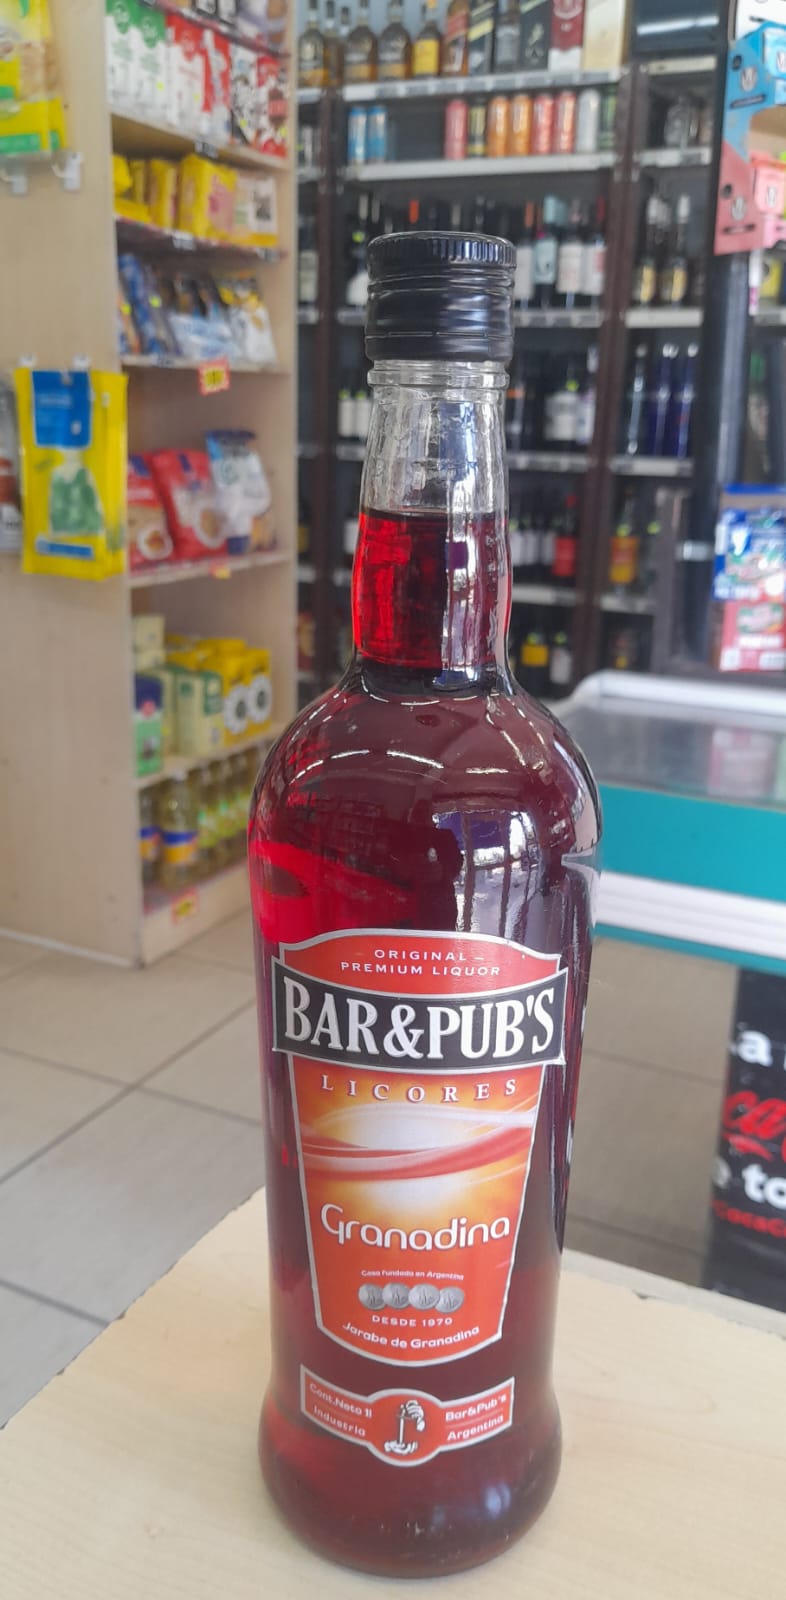 ORIGINAL
PREMIUM LIQUOR
BAR&PUB'S
LICORES
Granadina
Casa Fundada en Argentina
DESDE 1970
Jarabe de Granadina
Cont. Neto 1l
Industria
Bar&Pub's
Argentina